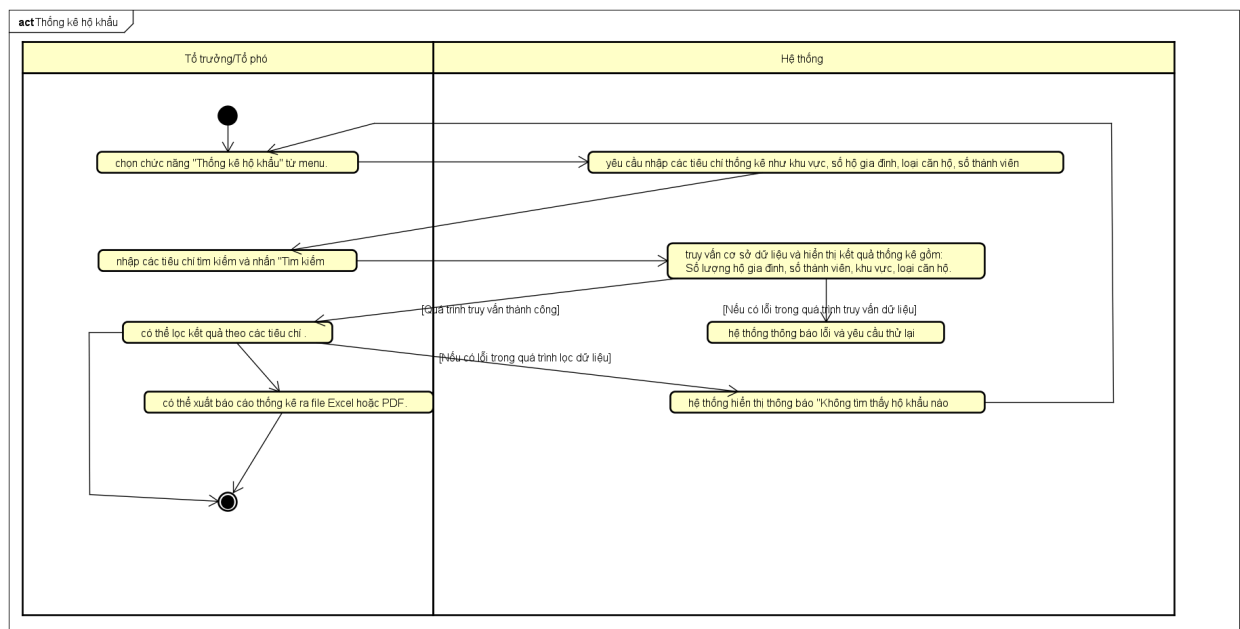 act Thống kê hộ khẩu
Tổ trưởng/Tổ phó
Hệ thống
chọn chức năng "Thống kê hộ khẩu" từ menu.
yêu cầu nhập các tiêu chí thống kê như khu vực, số hộ gia đình, loại căn hộ, số thành viên
nhập các tiêu chí tìm kiếm và nhấn "Tìm kiếm
truy vấn cơ sở dữ liệu và hiển thị kết quả thống kê gồm:
Số lượng hộ gia đình, số thành viên, khu vực, loại căn hộ.
[Quá trình truy vấn thành công]
[Nếu có lỗi trong quá trình truy vấn dữ liệu]
có thể lọc kết quả theo các tiêu chí .
hệ thống thông báo lỗi và yêu cầu thử lại
[Nếu có lỗi trong quá trình lọc dữ liệu]
có thể xuất báo cáo thống kê ra file Excel hoặc PDF.
hệ thống hiển thị thông báo "Không tìm thấy hộ khẩu nào